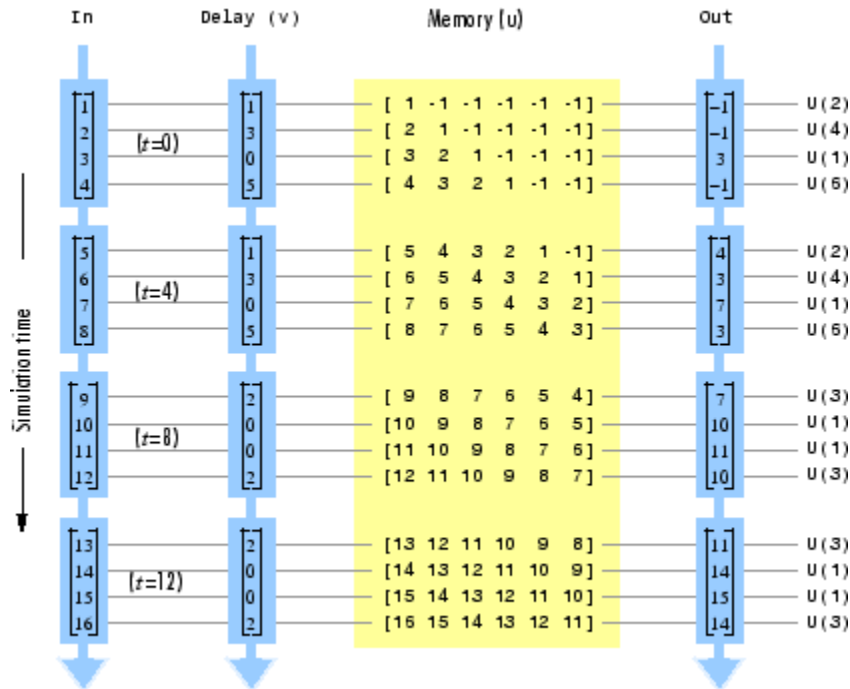 In Delay (v) Memory (u) Out
1 1 [ 1 -1 -1 -1 -1 -1] -1 U(2)
2 3 [ 2 1 -1 -1 -1 -1] -1 U(4)
(t=0)
3 0 [ 3 2 1 -1 -1 -1] 3 U(1)
4 5 [ 4 3 2 1 -1 -1] -1 U(6)
5 1 [ 5 4 3 2 1 -1] 4 U(2)
6 3 [ 6 5 4 3 2 1] 3 U(4)
(t=4)
7 0 [ 7 6 5 4 3 2] 7 U(1)
8 5 [ 8 7 6 5 4 3] 3 U(6)
Simulation time
9 2 [ 9 8 7 6 5 4] 7 U(3)
10 0 [10 9 8 7 6 5] 10 U(1)
(t=8)
11 0 [11 10 9 8 7 6] 11 U(1)
12 2 [12 11 10 9 8 7] 10 U(3)
13 2 [13 12 11 10 9 8] 11 U(3)
14 0 [14 13 12 11 10 9] 14 U(1)
(t=12)
15 0 [15 14 13 12 11 10] 15 U(1)
16 2 [16 15 14 13 12 11] 14 U(3)